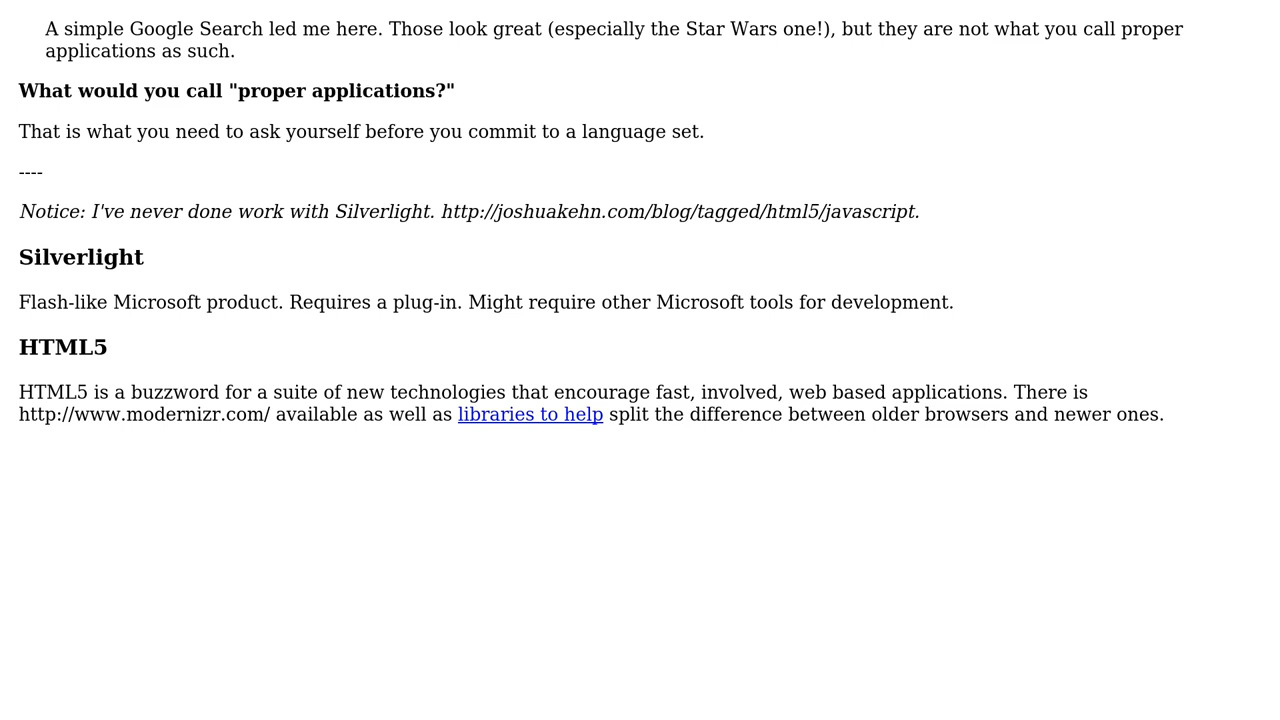 A simple Google Search led me here. Those look great (especially the Star Wars one!), but they are not what you call proper
applications as such.
What would you call "proper applications?"
That is what you need to ask yourself before you commit to a language set.
----
Notice: I've never done work with Silverlight. http://joshuakehn.com/blog/tagged/html5/javascript.
Silverlight
Flash-like Microsoft product. Requires a plug-in. Might require other Microsoft tools for development.
HTML5
HTML5 is a buzzword for a suite of new technologies that encourage fast, involved, web based applications. There is
http://www.modernizr.com/ available as well as libraries to help split the difference between older browsers and newer ones.